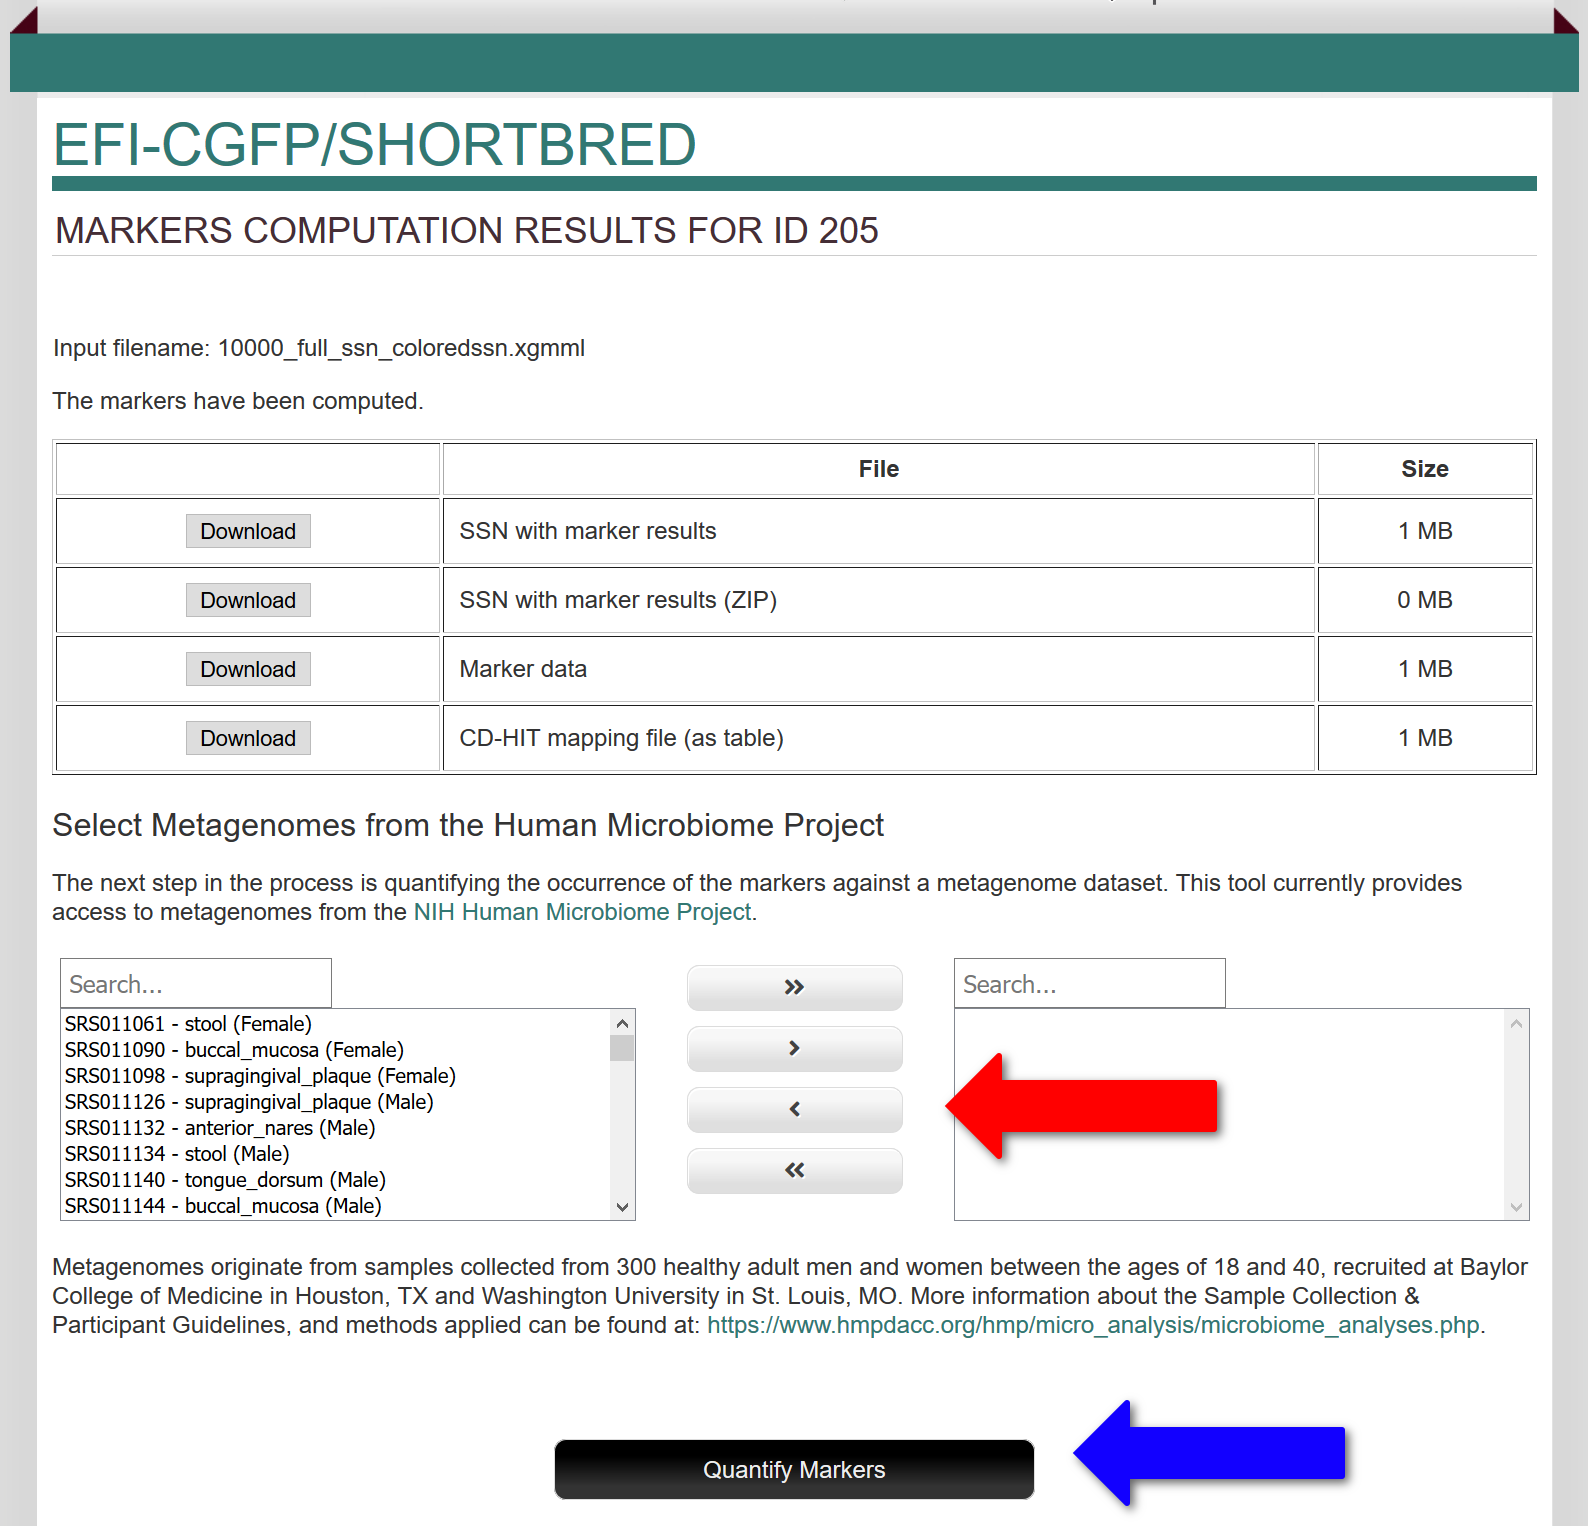 EFI-CGFP/SHORTBRED
MARKERS COMPUTATION RESULTS FOR ID 205
Input filename: 10000_full_ssn_coloredssn.xgmml
The markers have been computed.
File Size
Download SSN with marker results 1 MB
Download SSN with marker results (ZIP) 0 MB
Download Marker data 1 MB
Download CD-HIT mapping file (as table) 1 MB
Select Metagenomes from the Human Microbiome Project
The next step in the process is quantifying the occurrence of the markers against a metagenome dataset. This tool currently provides
access to metagenomes from the NIH Human Microbiome Project.
Search...
SRS011061 - stool (Female)
SRS011090 - buccal_mucosa (Female)
SRS011098 - supragingival_plaque (Female)
SRS011126 - supragingival_plaque (Male)
SRS011132 - anterior_nares (Male)
SRS011134 - stool (Male)
SRS011140 - tongue_dorsum (Male)
SRS011144 - buccal_mucosa (Male)
»
›
‹
«
Search...
Metagenomes originate from samples collected from 300 healthy adult men and women between the ages of 18 and 40, recruited at Baylor
College of Medicine in Houston, TX and Washington University in St. Louis, MO. More information about the Sample Collection &
Participant Guidelines, and methods applied can be found at: https://www.hmpdacc.org/hmp/micro_analysis/microbiome_analyses.php.
Quantify Markers